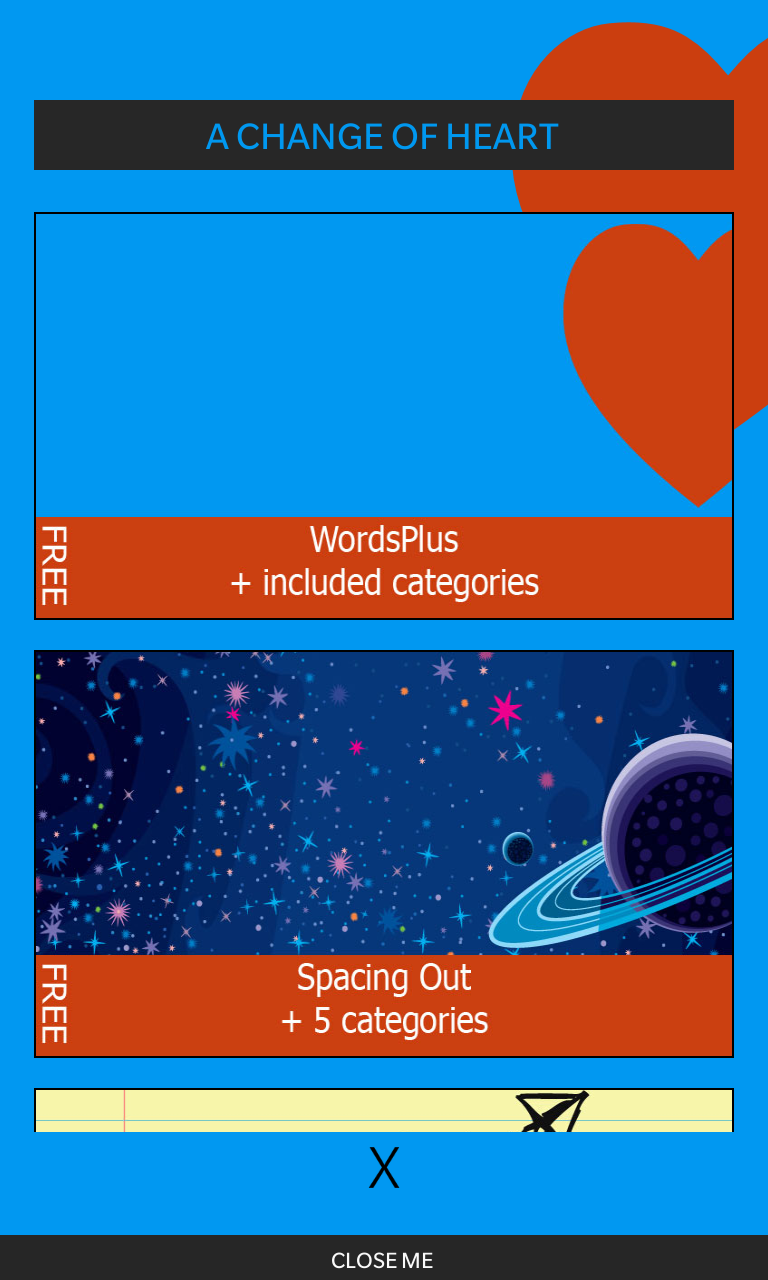 A CHANGE OF HEART
FREE
WordsPlus
+ included categories
FREE
Spacing Out
+ 5 categories
X
CLOSE ME